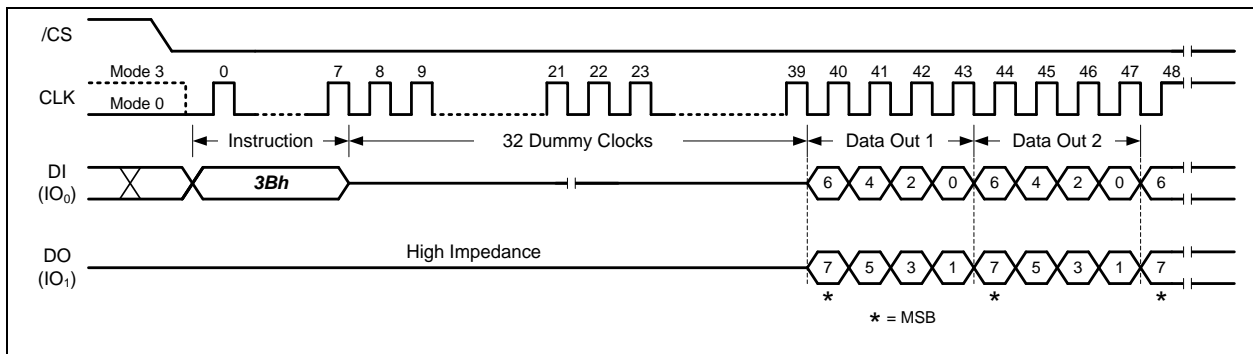 /CS
Mode 3 0 7 8 9 21 22 23 39 40 41 42 43 44 45 46 47 48
CLK
Mode 0
Instruction 32 Dummy Clocks Data Out 1 Data Out 2
DI
(IO0)
3Bh 6 4 2 0 6 4 2 0 6
High Impedance
DO
(IO1)
7 5 3 1 7 5 3 1 7
* * *
* = MSB